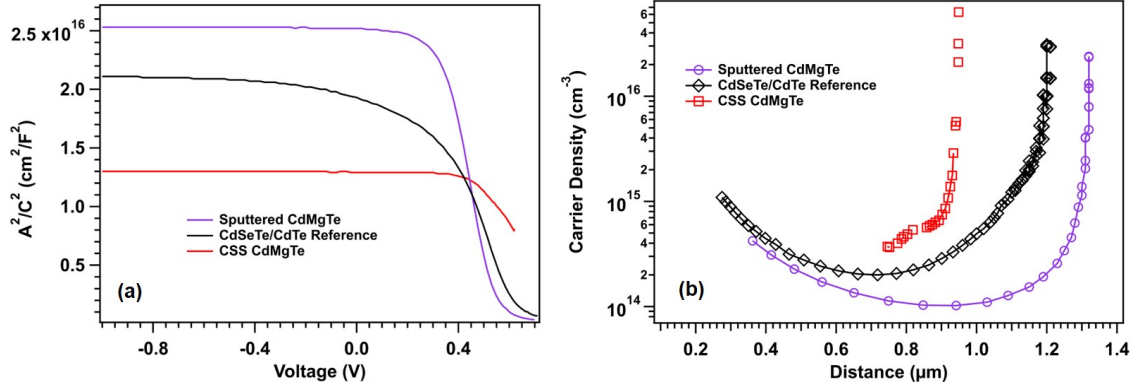 2.5 x10^16
2.0
1.6
1.0
0.5
-0.8
-0.4
0.0
0.4
A^2/C^2 (cm^2/F^2)
Voltage (V)
Sputtered CdMgTe
CdSeTe/CdTe Reference
CSS CdMgTe
(a)
6
4
2
10^16
6
4
2
10^15
6
4
2
10^14
0.2
0.4
0.6
0.8
1.0
1.2
1.4
Carrier Density (cm^-3)
Distance (µm)
Sputtered CdMgTe
CdSeTe/CdTe Reference
CSS CdMgTe
(b)